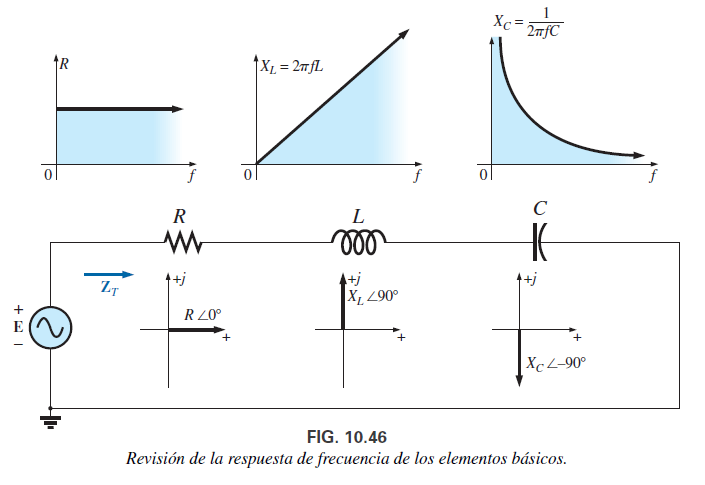 R
0
f
X_L = 2πfL
0
f
X_C = 1/2πfC
0
f
R
L
C
Z_T
+
E
–
+j
R ∠0°
+
+j
X_L ∠90°
+
+j
+
X_C ∠–90°
FIG. 10.46
Revisión de la respuesta de frecuencia de los elementos básicos.